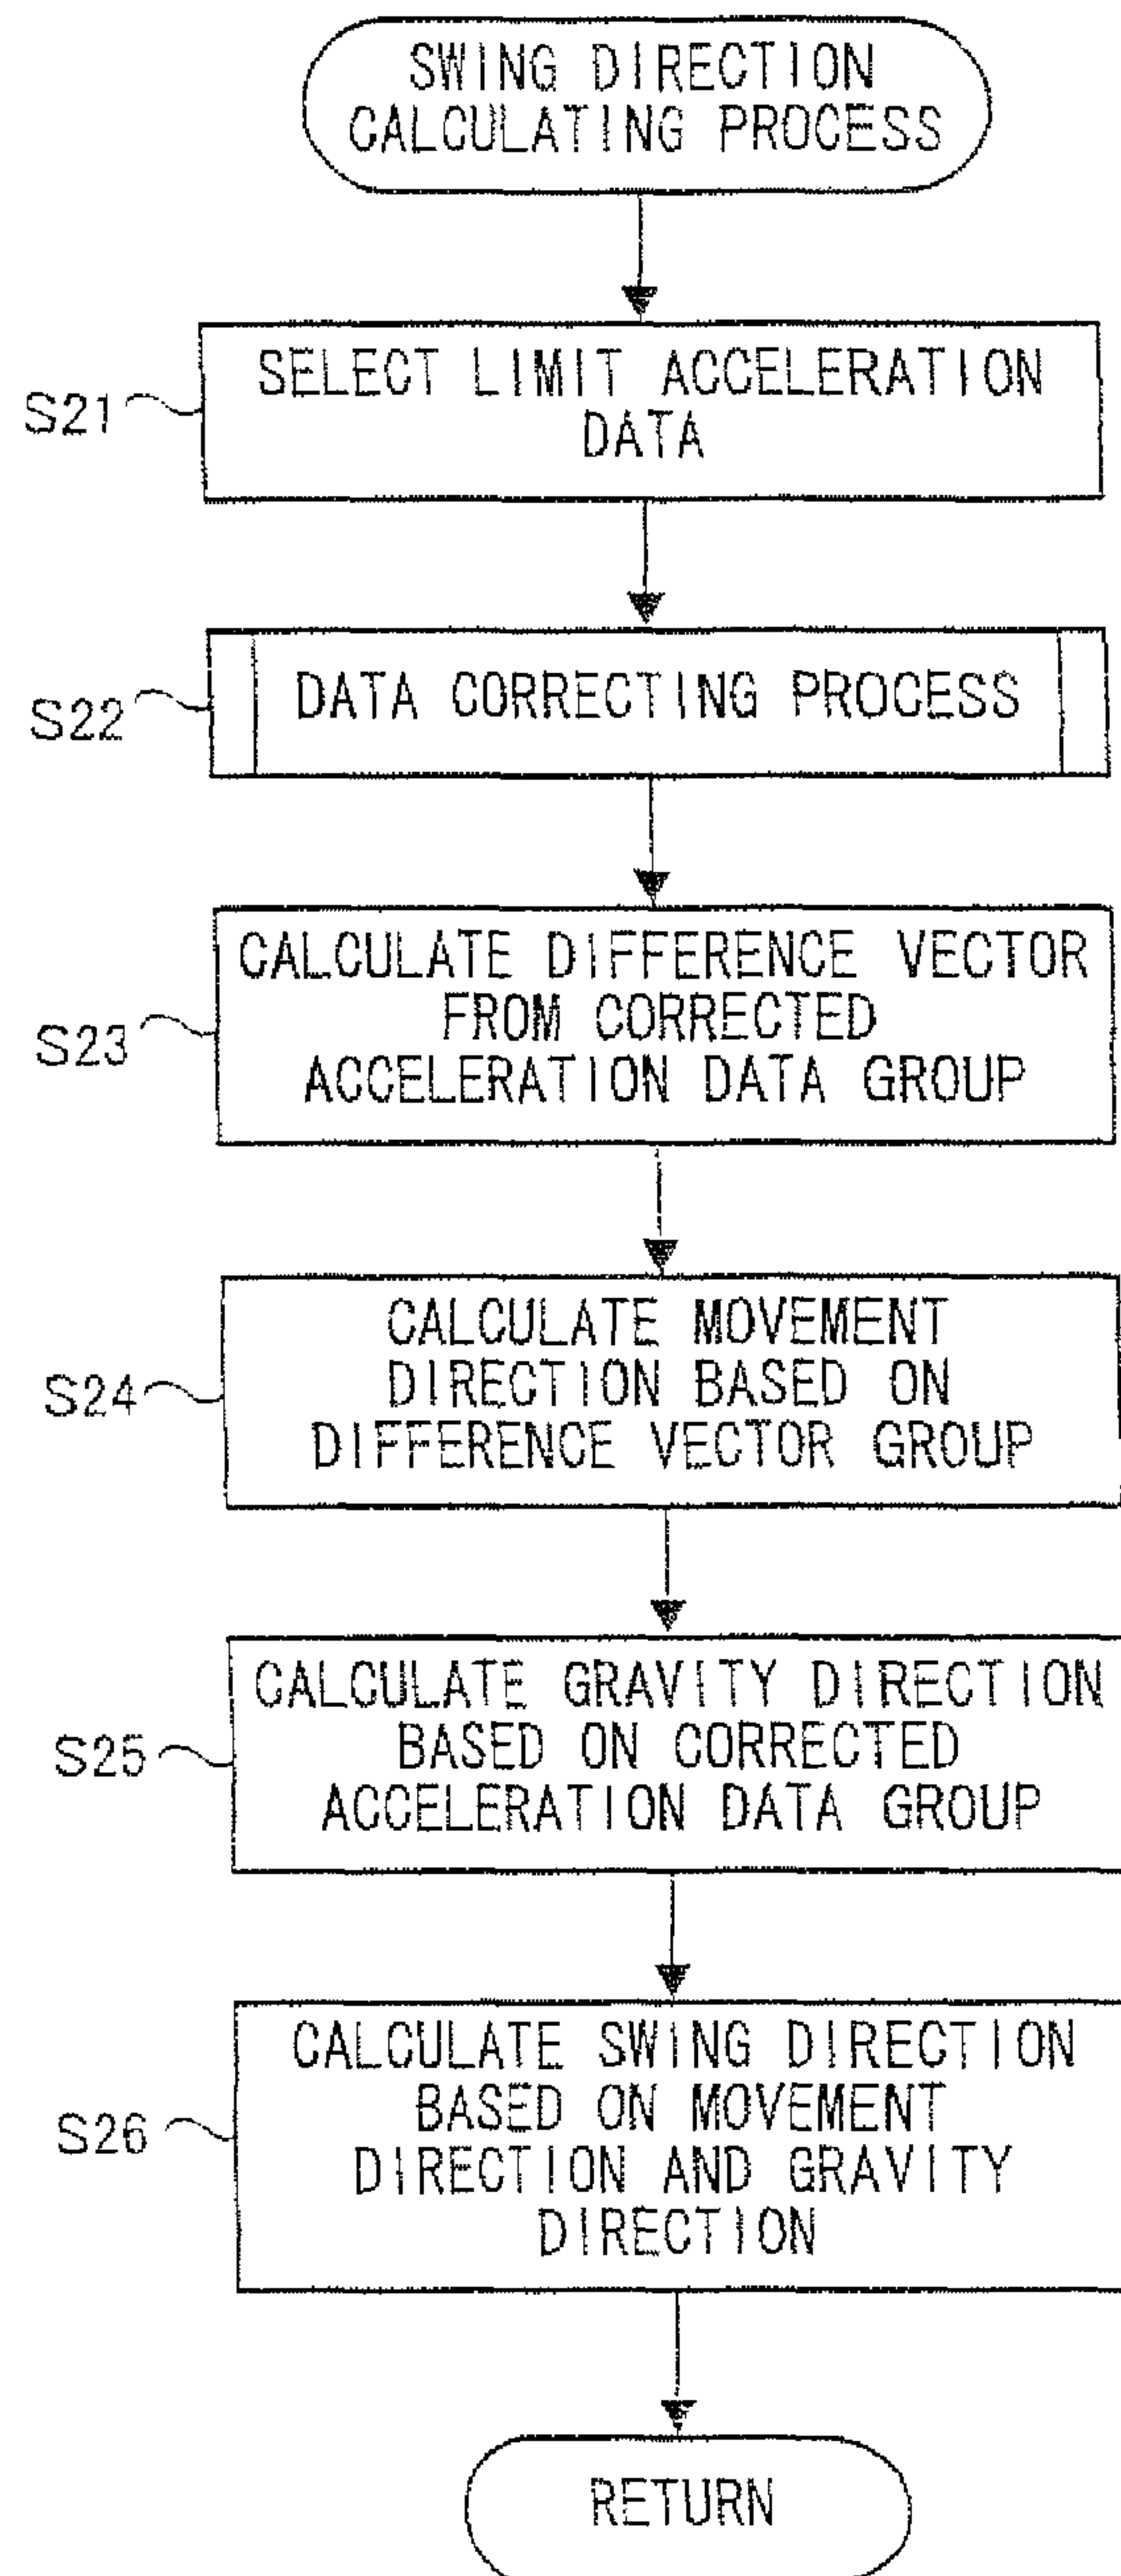 SWING DIRECTION
CALCULATING PROCESS
S21
SELECT LIMIT ACCELERATION
DATA
S22
DATA CORRECTING PROCESS
S23
CALCULATE DIFFERENCE VECTOR
FROM CORRECTED
ACCELERATION DATA GROUP
S24
CALCULATE MOVEMENT
DIRECTION BASED ON
DIFFERENCE VECTOR GROUP
S25
CALCULATE GRAVITY DIRECTION
BASED ON CORRECTED
ACCELERATION DATA GROUP
S26
CALCULATE SWING DIRECTION
BASED ON MOVEMENT
DIRECTION AND GRAVITY
DIRECTION
RETURN